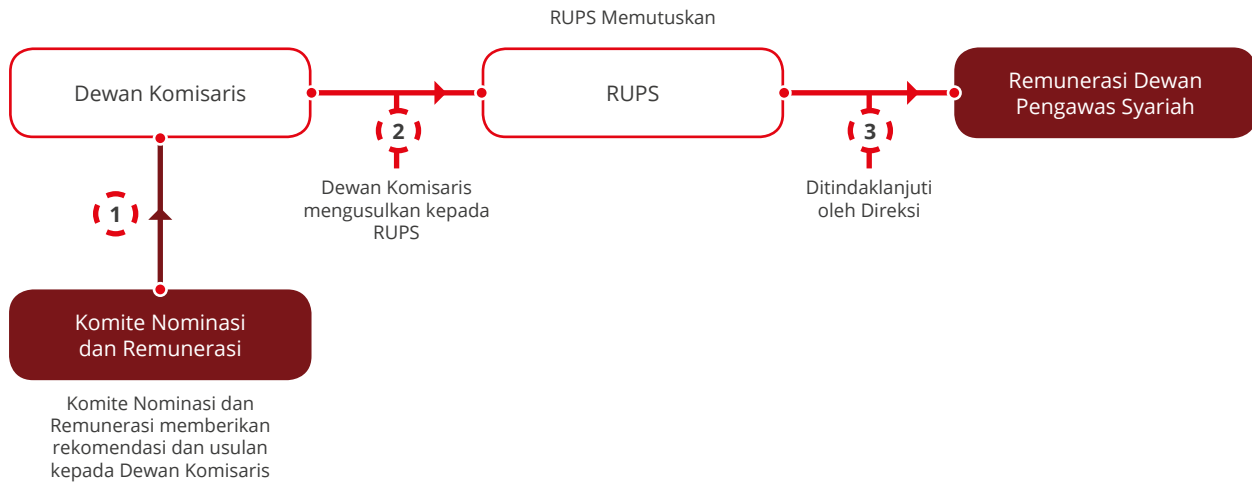 RUPS Memutuskan
Dewan Komisaris
RUPS
Remunerasi Dewan
Pengawas Syariah
2
3
Dewan Komisaris
mengusulkan kepada
RUPS
Ditindaklanjuti
oleh Direksi
1
Komite Nominasi
dan Remunerasi
Komite Nominasi dan
Remunerasi memberikan
rekomendasi dan usulan
kepada Dewan Komisaris